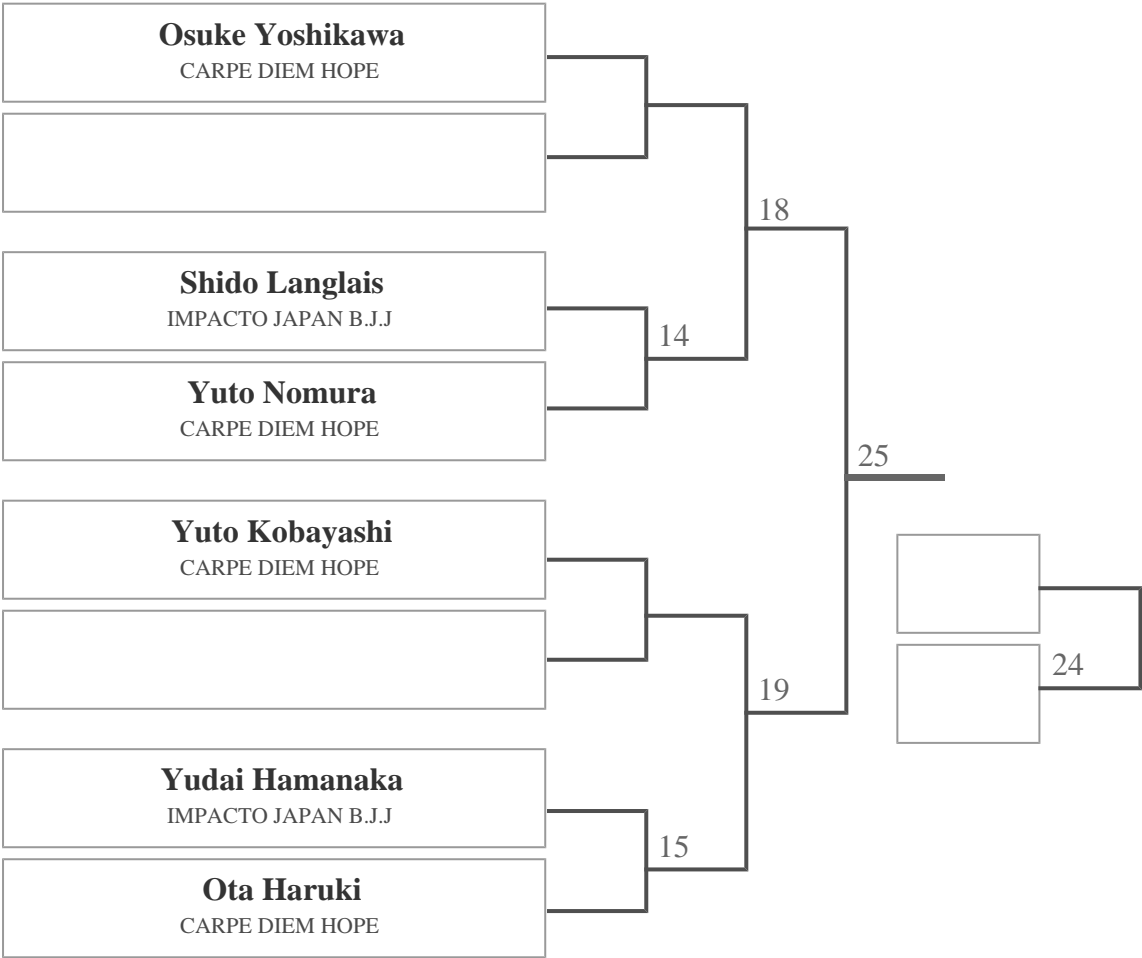 Osuke Yoshikawa
CARPE DIEM HOPE
18
Shido Langlais
IMPACTO JAPAN B.J.J
14
Yuto Nomura
CARPE DIEM HOPE
25
Yuto Kobayashi
CARPE DIEM HOPE
24
19
Yudai Hamanaka
IMPACTO JAPAN B.J.J
15
Ota Haruki
CARPE DIEM HOPE